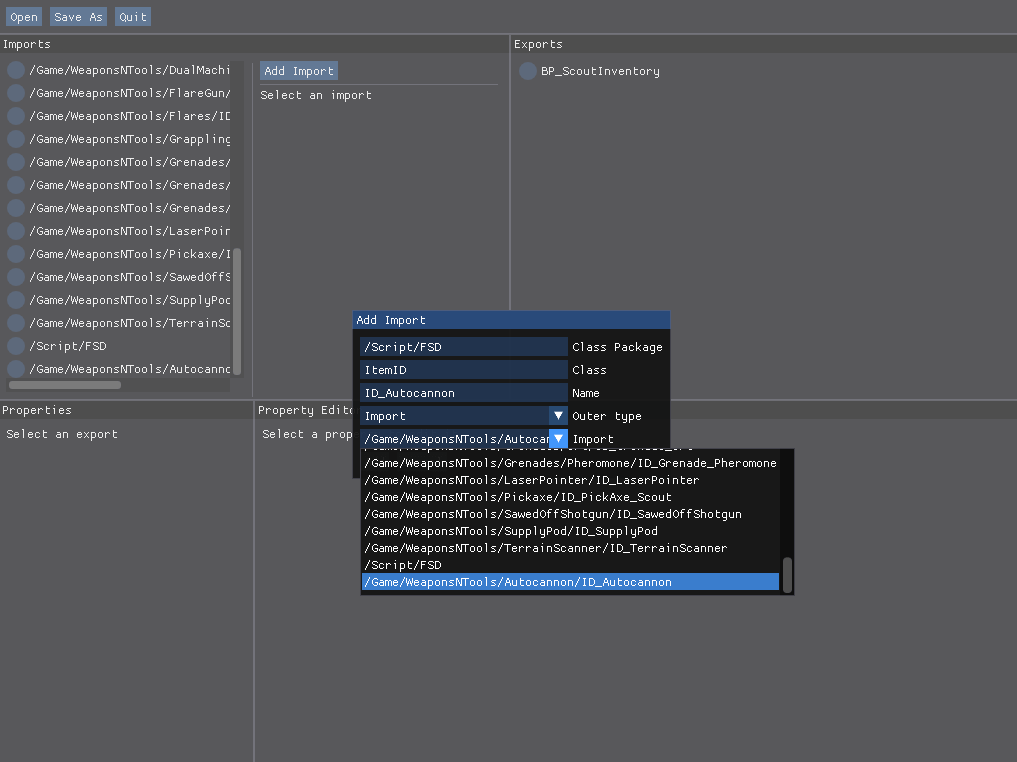 Open Save As Quit
Imports
/Game/WeaponsNTools/DualMachi
/Game/WeaponsNTools/FlareGun/
/Game/WeaponsNTools/Flares/ID
/Game/WeaponsNTools/Grappling
/Game/WeaponsNTools/Grenades/
/Game/WeaponsNTools/Grenades/
/Game/WeaponsNTools/Grenades/
/Game/WeaponsNTools/LaserPoin
/Game/WeaponsNTools/Pickaxe/I
/Game/WeaponsNTools/SawedOffS
/Game/WeaponsNTools/SupplyPod
/Game/WeaponsNTools/TerrainSc
/Script/FSD
/Game/WeaponsNTools/Autocanno
Add Import
Select an import
Exports
BP_ScoutInventory
Add Import
/Script/FSD Class Package
ItemID Class
ID_Autocannon Name
Import Outer type
/Game/WeaponsNTools/Autocan Import
/Game/WeaponsNTools/Grenades/Pheromone/ID_Grenade_Pheromone
/Game/WeaponsNTools/LaserPointer/ID_LaserPointer
/Game/WeaponsNTools/Pickaxe/ID_PickAxe_Scout
/Game/WeaponsNTools/SawedOffShotgun/ID_SawedOffShotgun
/Game/WeaponsNTools/SupplyPod/ID_SupplyPod
/Game/WeaponsNTools/TerrainScanner/ID_TerrainScanner
/Script/FSD
/Game/WeaponsNTools/Autocannon/ID_Autocannon
Properties
Select an export
Property Edito
Select a prop